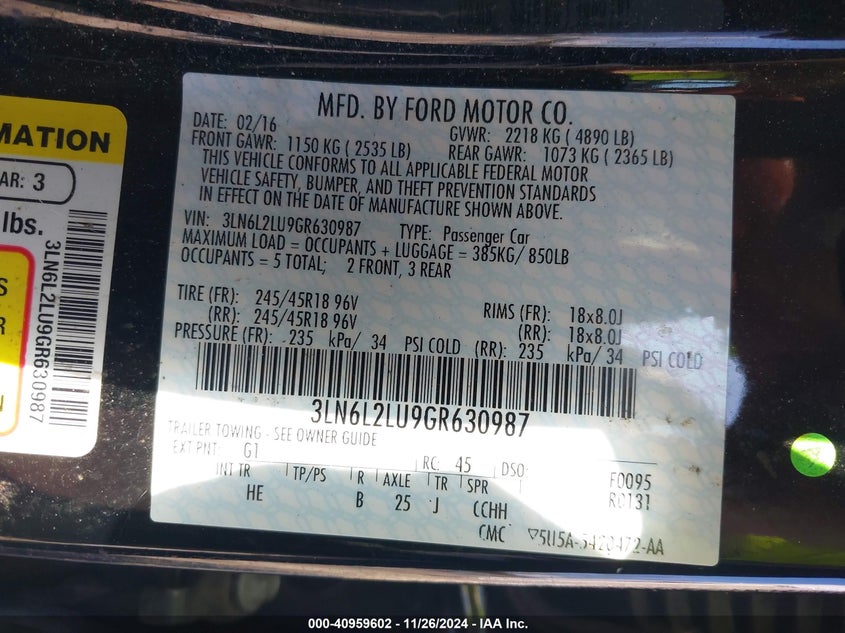 MATION
AR: 3
lbs.
3LN6L2LU9GR630987
S
R
N
MFD. BY FORD MOTOR CO.
DATE: 02/16 GVWR: 2218 KG ( 4890 LB)
FRONT GAWR: 1150 KG ( 2535 LB) REAR GAWR: 1073 KG ( 2365 LB)
THIS VEHICLE CONFORMS TO ALL APPLICABLE FEDERAL MOTOR
VEHICLE SAFETY, BUMPER, AND THEFT PREVENTION STANDARDS
IN EFFECT ON THE DATE OF MANUFACTURE SHOWN ABOVE.
VIN: 3LN6L2LU9GR630987 TYPE: Passenger Car
MAXIMUM LOAD = OCCUPANTS + LUGGAGE = 385KG/ 850LB
OCCUPANTS = 5 TOTAL; 2 FRONT, 3 REAR
TIRE (FR): 245/45R18 96V RIMS (FR): 18x8.0J
(RR): 245/45R18 96V (RR): 18x8.0J
PRESSURE (FR): 235 kPa/ 34 PSI COLD (RR): 235 kPa/ 34 PSI COLD
3LN6L2LU9GR630987
TRAILER TOWING - SEE OWNER GUIDE
EXT PNT: G1 RC: 45 DSO: F0095
INT TR TP/PS R AXLE TR SPR R0131
HE B 25 J CCHH
CMC
000-40959602 - 11/26/2024 - IAA Inc.